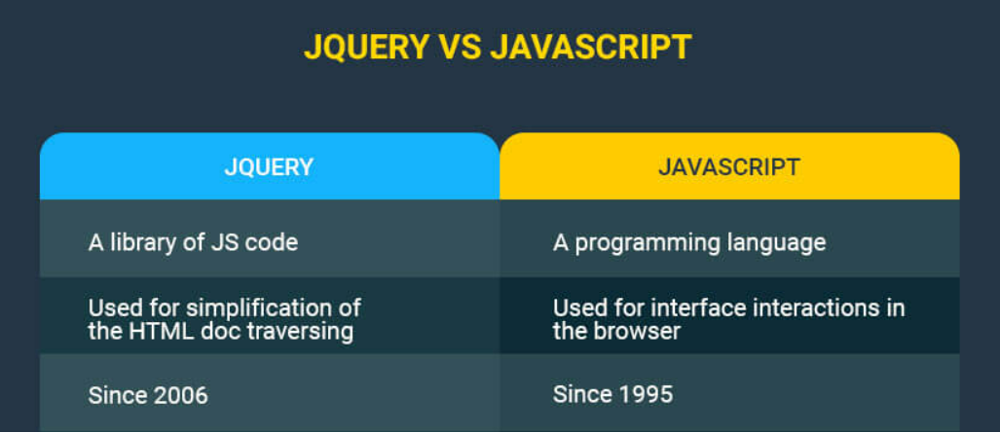 JQUERY VS JAVASCRIPT
JQUERY
JAVASCRIPT
A library of JS code
A programming language
Used for simplification of
the HTML doc traversing
Used for interface interactions in
the browser
Since 2006
Since 1995